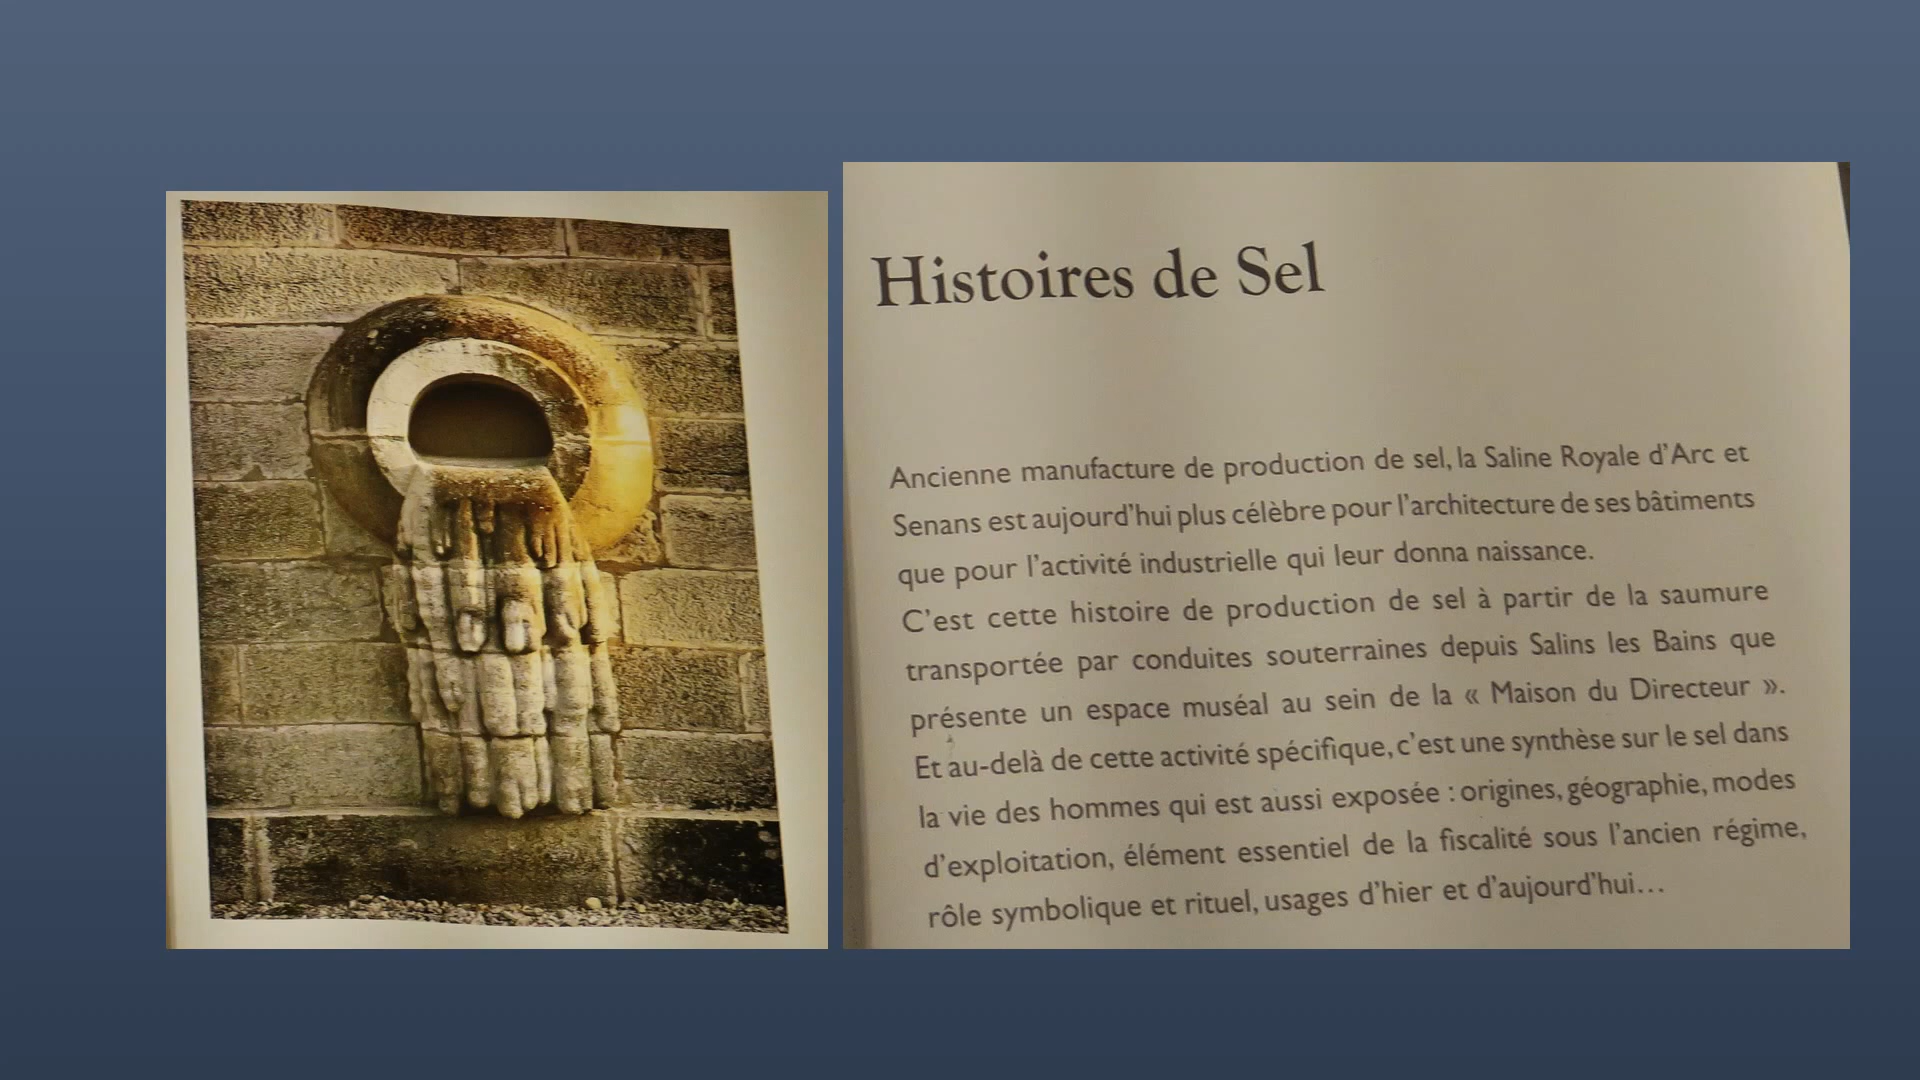 Histoires de Sel
Ancienne manufacture de production de sel, la Saline Royale d'Arc et
Senans est aujourd'hui plus célèbre pour l'architecture de ses bâtiments
que pour l'activité industrielle qui leur donna naissance.
C'est cette histoire de production de sel à partir de la saumure
transportée par conduites souterraines depuis Salins les Bains que
présente un espace muséal au sein de la « Maison du Directeur ».
Et au-delà de cette activité spécifique, c'est une synthèse sur le sel dans
la vie des hommes qui est aussi exposée : origines, géographie, modes
d'exploitation, élément essentiel de la fiscalité sous l'ancien régime,
rôle symbolique et rituel, usages d'hier et d'aujourd'hui…